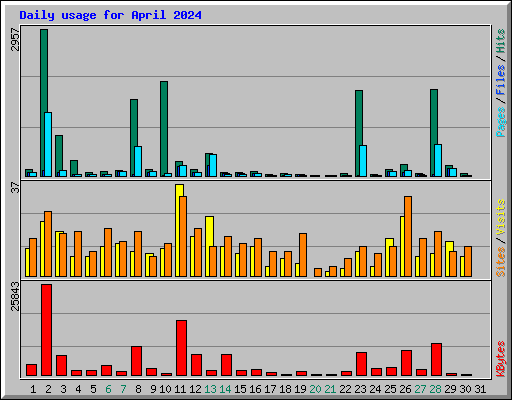 Daily usage for April 2024
2957
Pages / Files / Hits
37
Sites / Visits
25843
KBytes
1 2 3 4 5 6 7 8 9 10 11 12 13 14 15 16 17 18 19 20 21 22 23 24 25 26 27 28 29 30 31